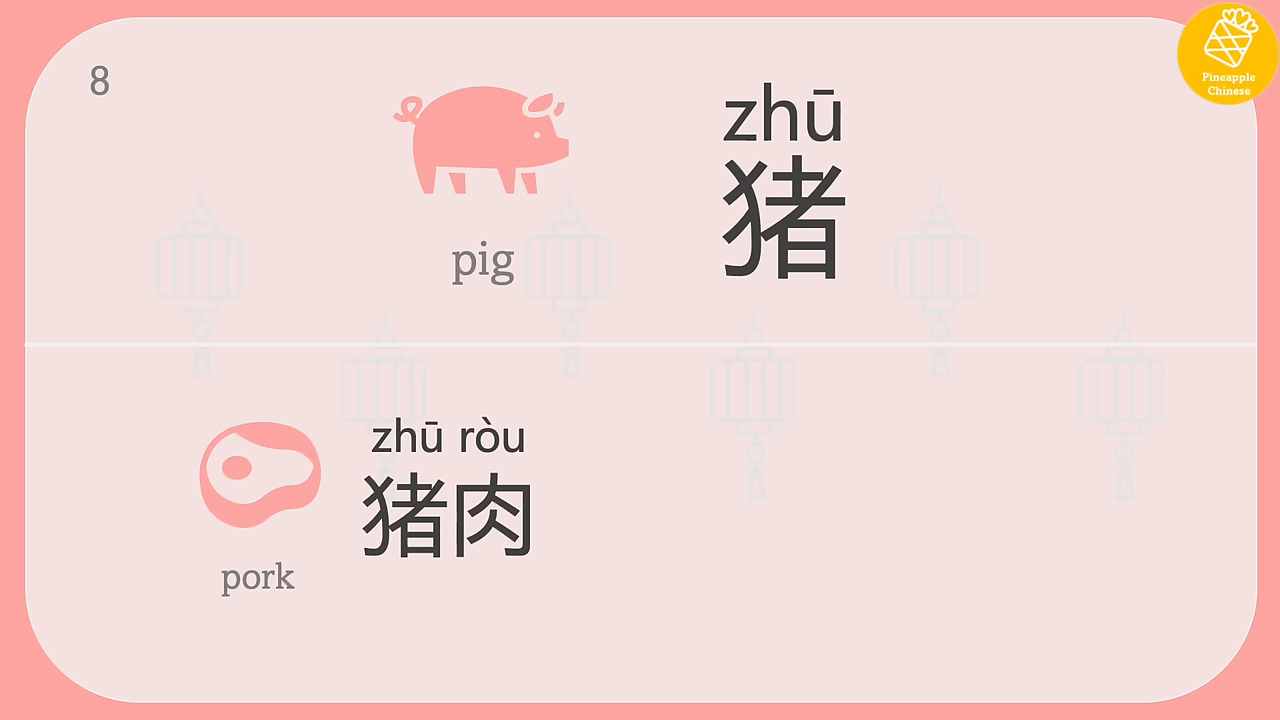 8
zhū
猪
pig
zhū ròu
猪肉
pork
Pineapple
Chinese